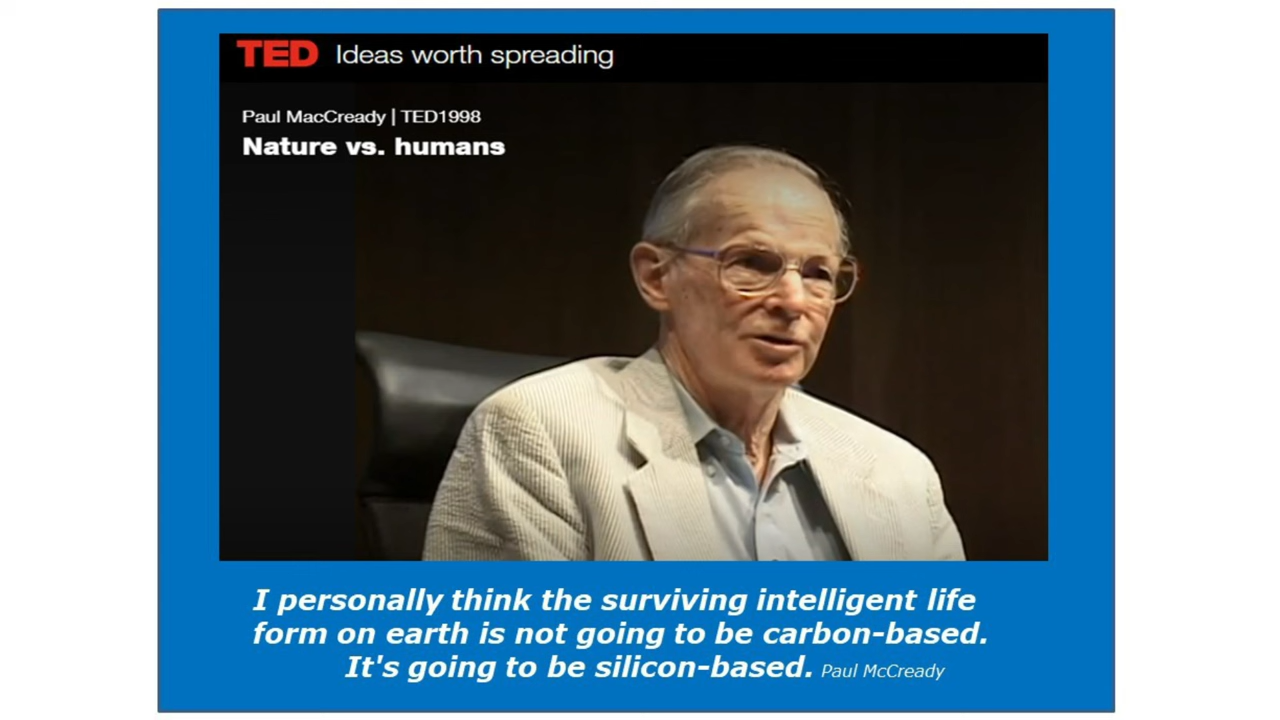 TED Ideas worth spreading
Paul MacCready | TED1998
Nature vs. humans
I personally think the surviving intelligent life
form on earth is not going to be carbon-based.
It's going to be silicon-based. Paul McCready